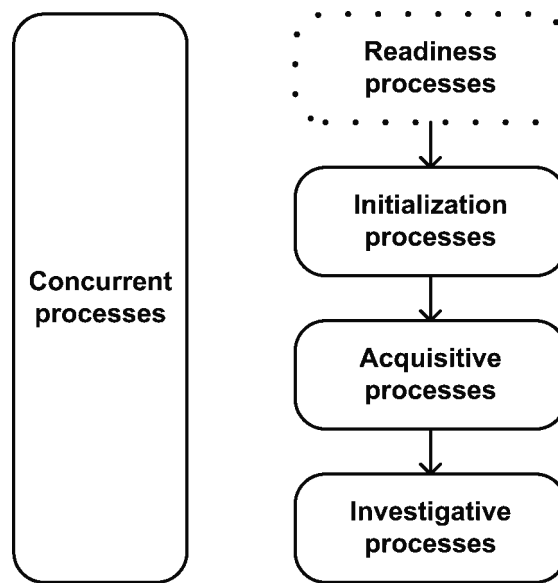 Concurrent
processes
Readiness
processes
Initialization
processes
Acquisitive
processes
Investigative
processes